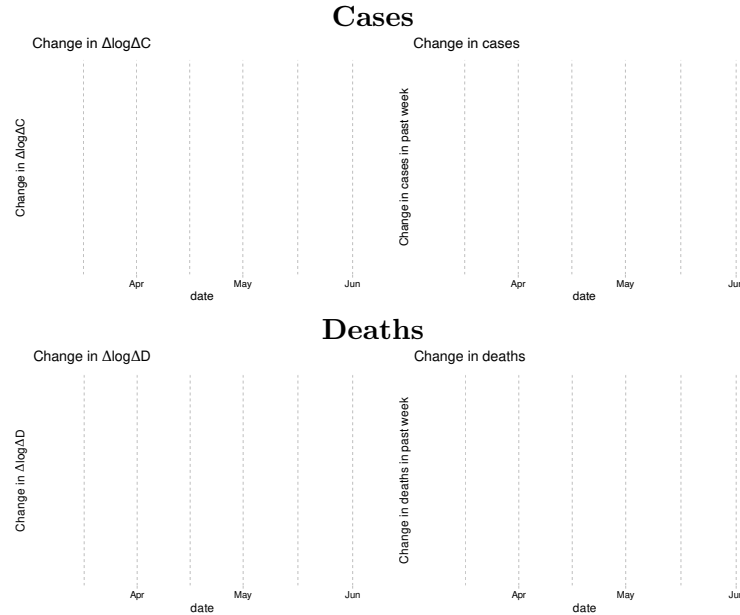 Cases
Change in ΔlogΔC
Change in cases
Change in ΔlogΔC
Change in cases in past week
Apr May Jun
Apr May Jun
date
date
Deaths
Change in ΔlogΔD
Change in deaths
Change in ΔlogΔD
Change in deaths in past week
Apr May Jun
Apr May Jun
date
date